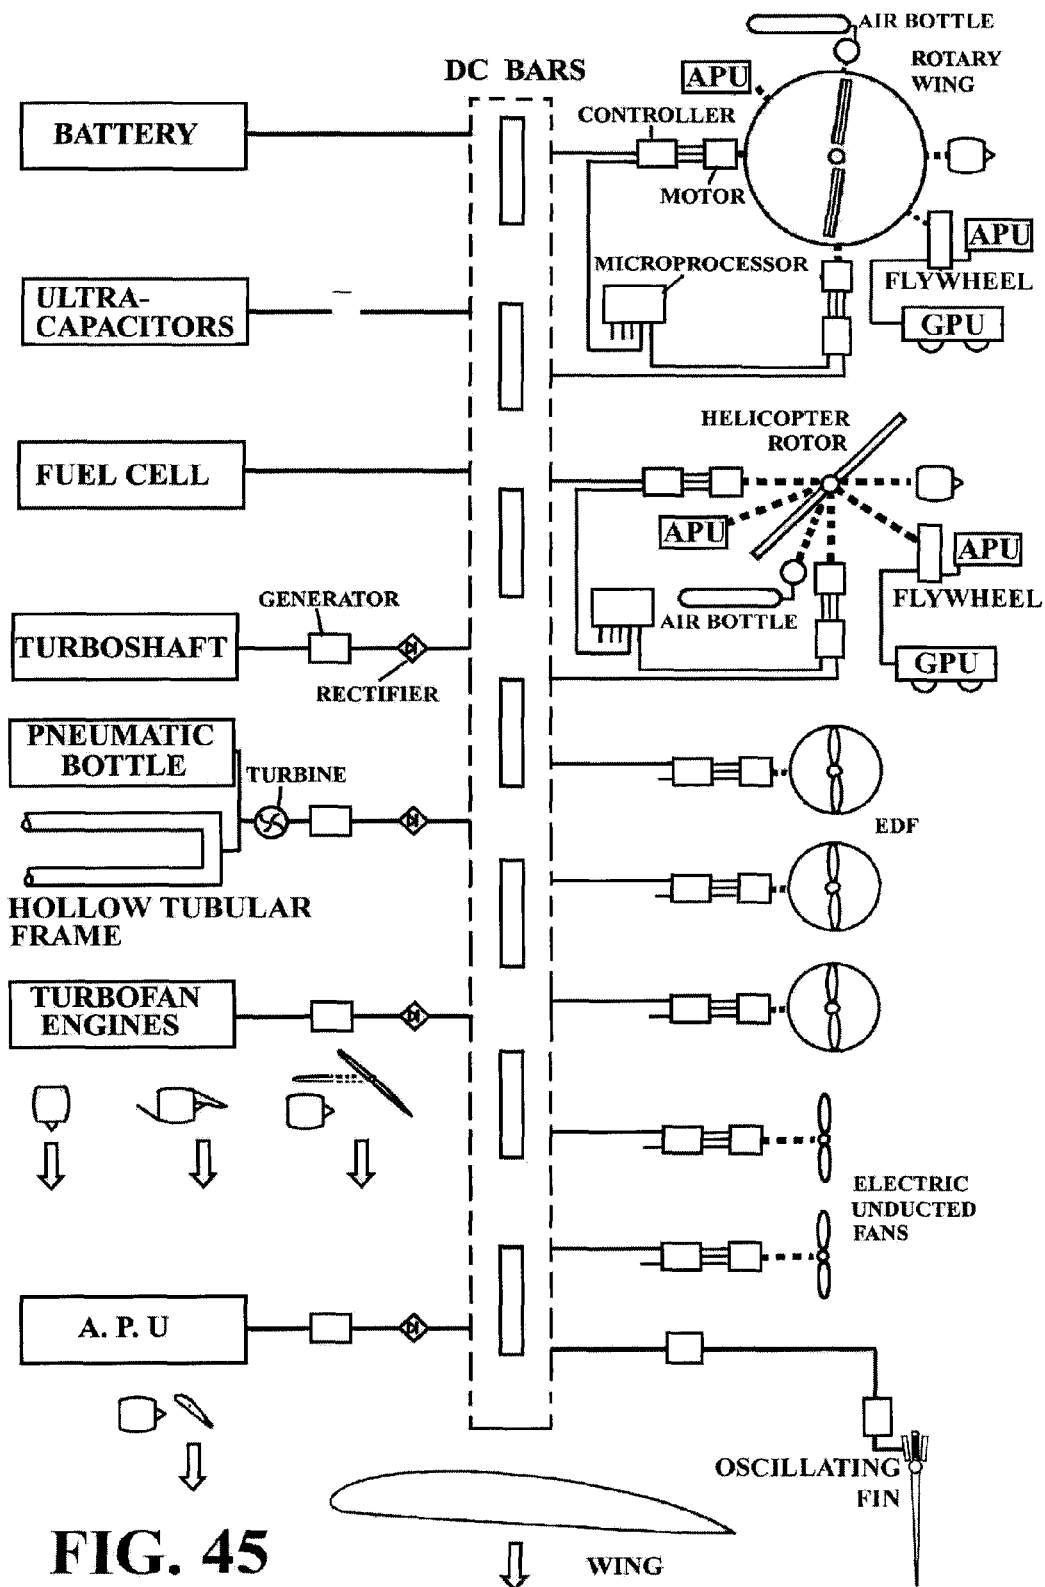 AIR BOTTLE
DC BARS
APU
ROTARY
WING
BATTERY
CONTROLLER
MOTOR
APU
MICROPROCESSOR
FLYWHEEL
GPU
ULTRA-
CAPACITORS
HELICOPTER
ROTOR
FUEL CELL
APU
APU
FLYWHEEL
AIR BOTTLE
GPU
GENERATOR
TURBOSHAFT
RECTIFIER
PNEUMATIC
BOTTLE
TURBINE
EDF
HOLLOW TUBULAR
FRAME
TURBOFAN
ENGINES
ELECTRIC
UNDUCTED
FANS
A. P. U
OSCILLATING
FIN
FIG. 45
WING